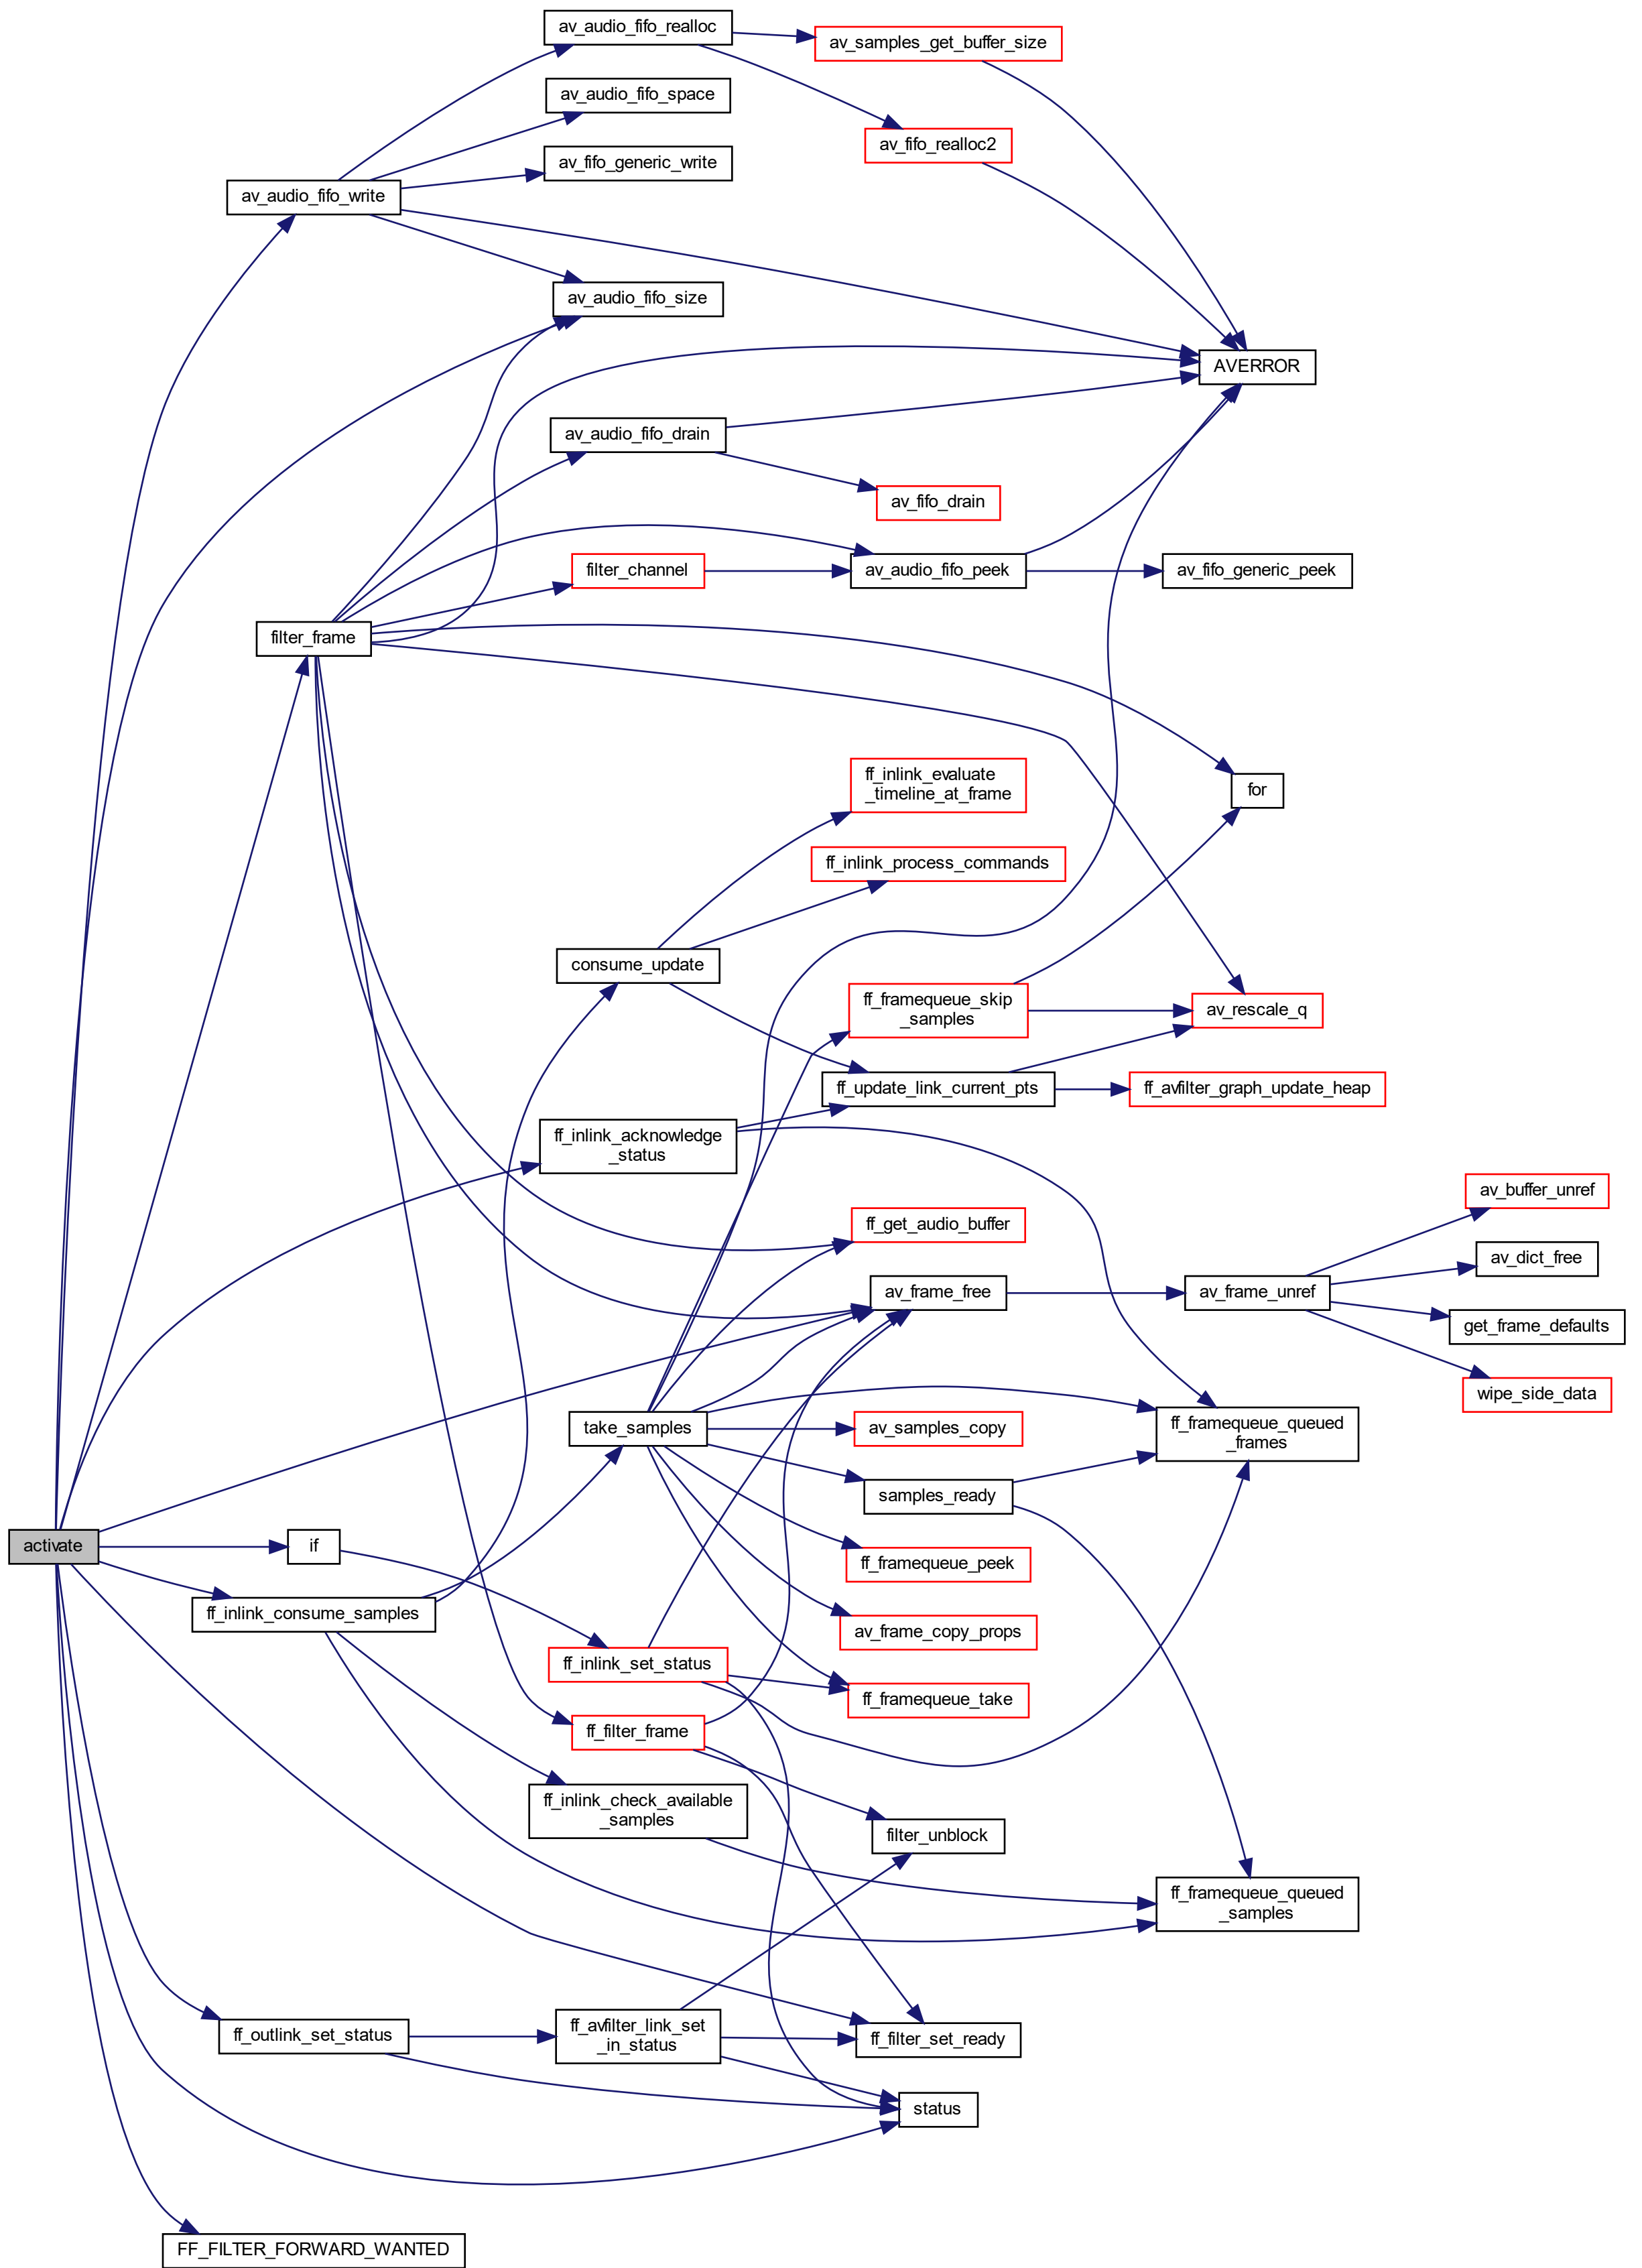 av_audio_fifo_realloc
av_samples_get_buffer_size
av_audio_fifo_space
av_fifo_realloc2
av_fifo_generic_write
av_audio_fifo_write
av_audio_fifo_size
AVERROR
av_audio_fifo_drain
av_fifo_drain
filter_channel
av_audio_fifo_peek
av_fifo_generic_peek
filter_frame
ff_inlink_evaluate
_timeline_at_frame
for
ff_inlink_process_commands
consume_update
ff_framequeue_skip
_samples
av_rescale_q
ff_update_link_current_pts
ff_avfilter_graph_update_heap
ff_inlink_acknowledge
_status
av_buffer_unref
ff_get_audio_buffer
av_dict_free
av_frame_free
av_frame_unref
get_frame_defaults
wipe_side_data
take_samples
av_samples_copy
ff_framequeue_queued
_frames
samples_ready
activate
if
ff_framequeue_peek
ff_inlink_consume_samples
av_frame_copy_props
ff_inlink_set_status
ff_framequeue_take
ff_filter_frame
ff_inlink_check_available
_samples
filter_unblock
ff_framequeue_queued
_samples
ff_outlink_set_status
ff_avfilter_link_set
_in_status
ff_filter_set_ready
status
FF_FILTER_FORWARD_WANTED